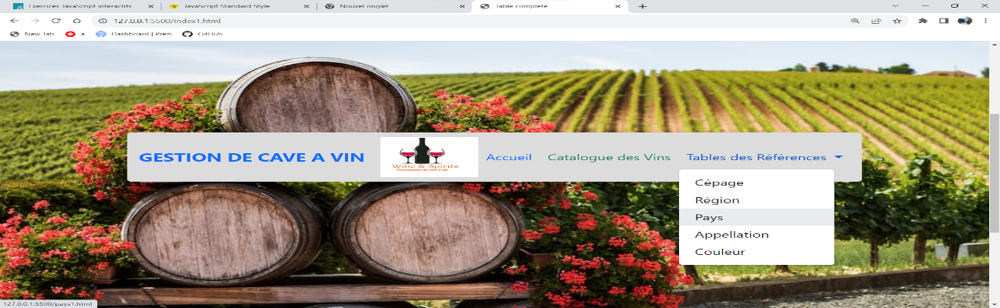 Exercices JavaScript interactifs
JavaScript Standard Style
Nouvel onglet
Table complete
127.0.0.1:5500/index1.html
New Tab
a
Dashboard | Prezi
GitHub
GESTION DE CAVE A VIN
Wine & Spirits
Accueil
Catalogue des Vins
Tables des Références
Cépage
Région
Pays
Appellation
Couleur
127.0.0.1:5500/pays1.html